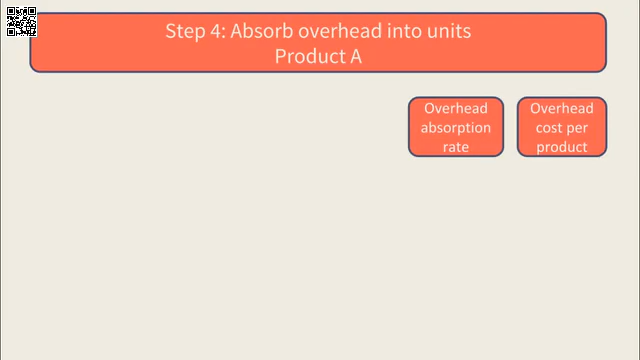 Step 4: Absorb overhead into units
Product A
Overhead
absorption
rate
Overhead
cost per
product